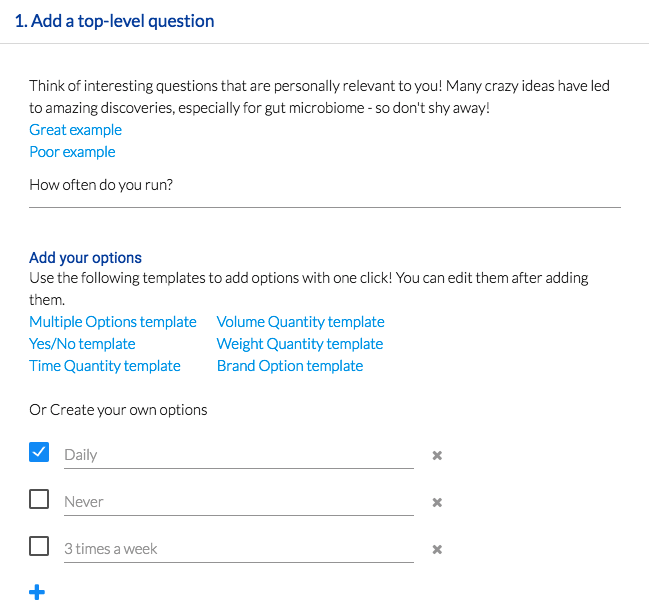 1. Add a top-level question
Think of interesting questions that are personally relevant to you! Many crazy ideas have led
to amazing discoveries, especially for gut microbiome - so don't shy away!
Great example
Poor example
How often do you run?
Add your options
Use the following templates to add options with one click! You can edit them after adding
them.
Multiple Options template
Volume Quantity template
Yes/No template
Weight Quantity template
Time Quantity template
Brand Option template
Or Create your own options
Daily
Never
3 times a week